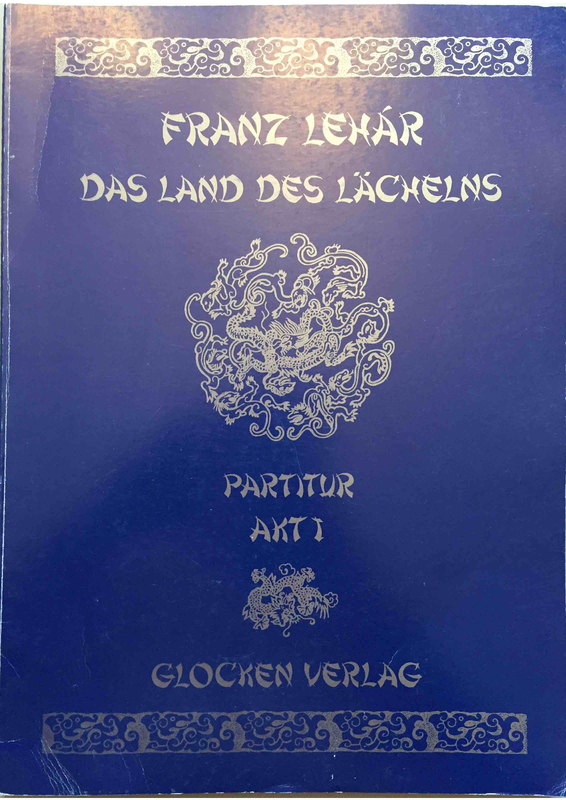 FRANZ LEHÁR
DAS LAND DES LÄCHELNS
PARTITUR
AKT I
GLOCKEN VERLAG